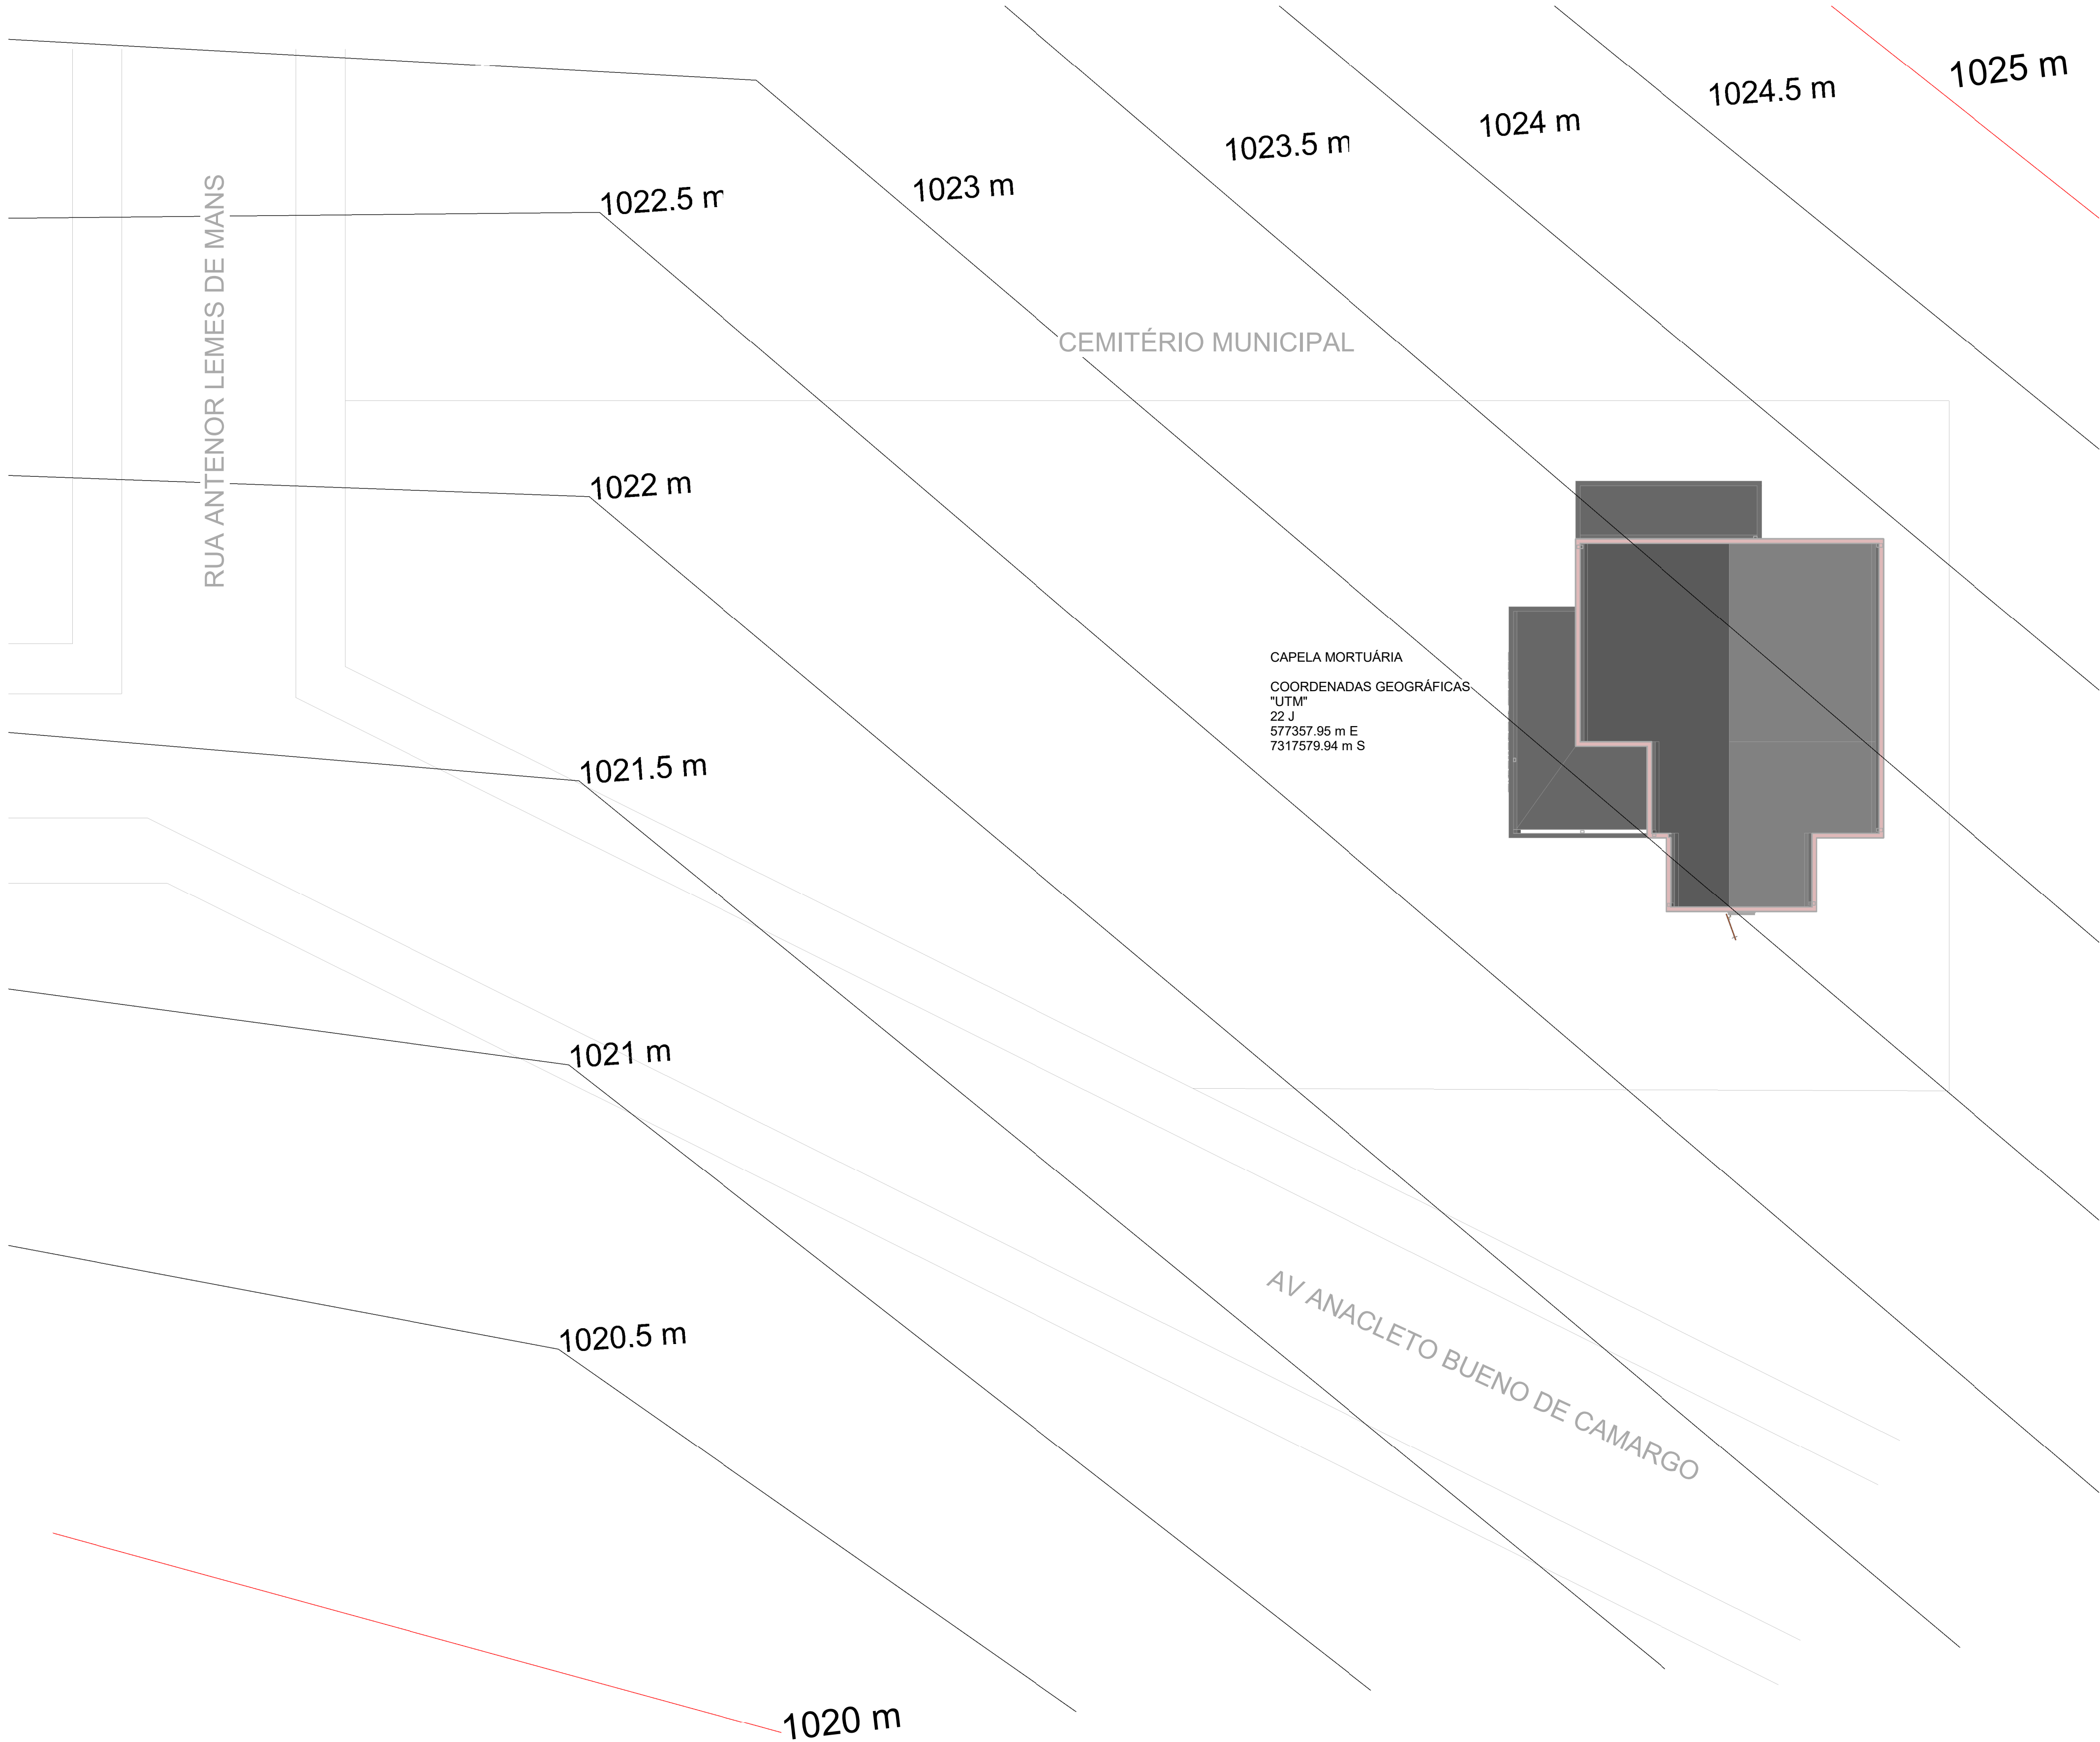 1025 m
1024.5 m
1024 m
1023.5 m
1023 m
1022.5 m
RUA ANTENOR LEMES DE MANS
CEMITÉRIO MUNICIPAL
1022 m
CAPELA MORTUÁRIA
COORDENADAS GEOGRÁFICAS
"UTM"
22 J
577357.95 m E
7317579.94 m S
1021.5 m
1021 m
1020.5 m
AV ANACLETO BUENO DE CAMARGO
1020 m